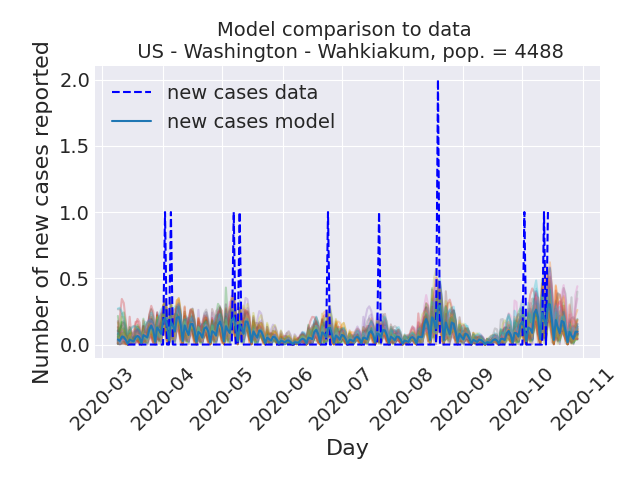 Model comparison to data
US - Washington - Wahkiakum, pop. = 4488
Number of new cases reported
2.0
1.5
1.0
0.5
0.0
new cases data
new cases model
2020-03
2020-04
2020-05
2020-06
2020-07
2020-08
2020-09
2020-10
2020-11
Day